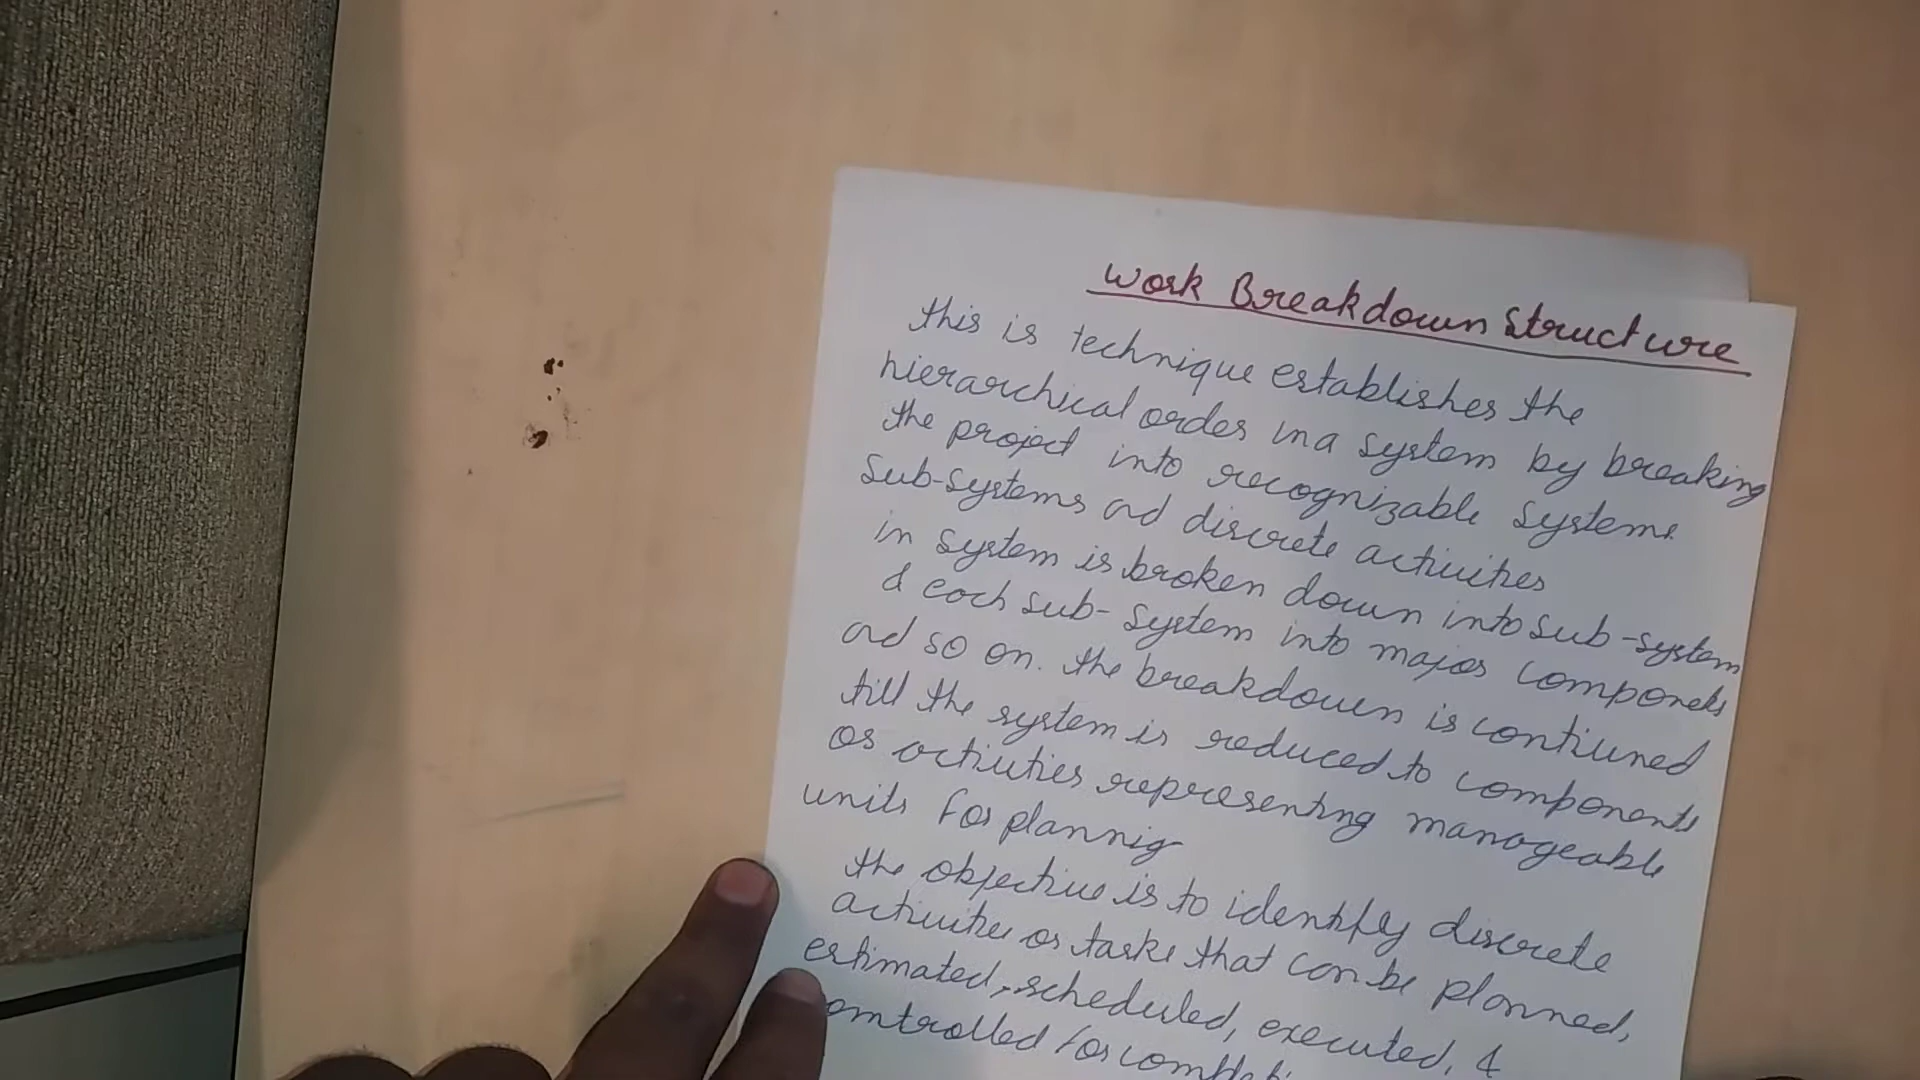 Work Breakdown Structure
this is technique establishes the
hierarchical order in a system by breaking
the project into recognizable systems
Sub-systems and discrete activities
in system is broken down into sub-system
& each sub-system into major components
and so on. the breakdown is contiuned
till the system is reduced to components
or activities representing manageable
units for plannig
the objective is to identify discrete
activities or tasks that can be planned,
estimated, scheduled, executed, &
controlled for